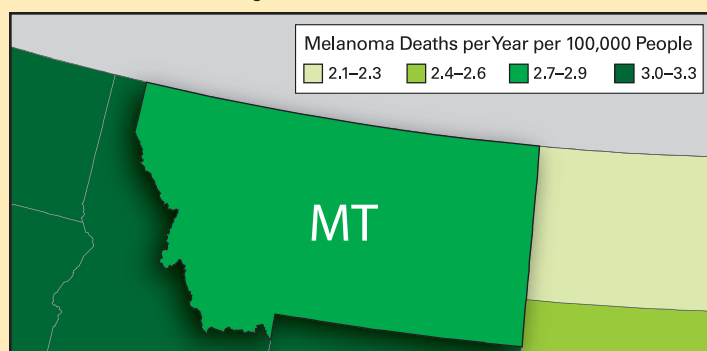 Melanoma Deaths per Year per 100,000 People
2.1–2.3 2.4–2.6 2.7–2.9 3.0–3.3
MT